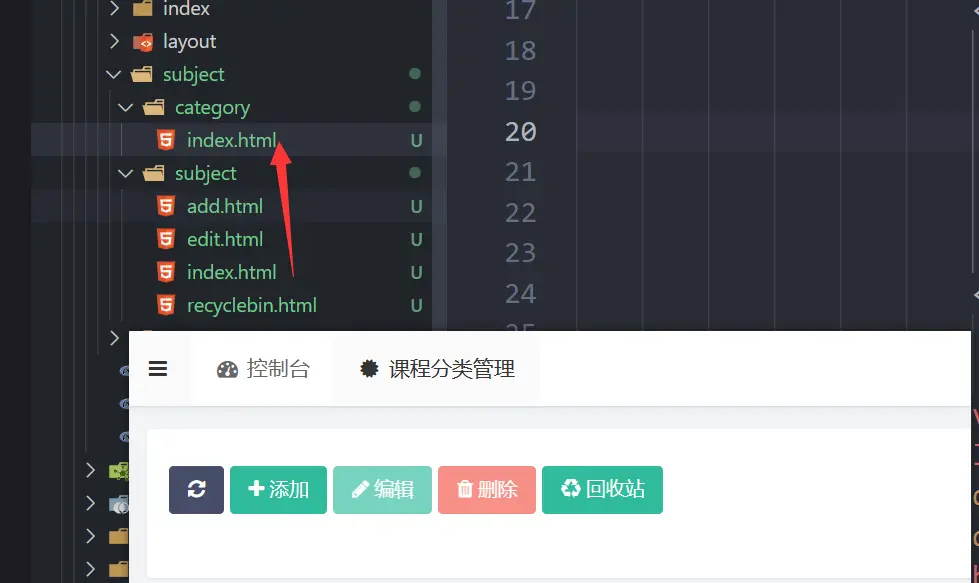 index
layout
subject
category
index.html U
subject
add.html U
edit.html U
index.html U
recyclebin.html U
17
18
19
20
21
22
23
24
控制台
课程分类管理
添加
编辑
删除
回收站